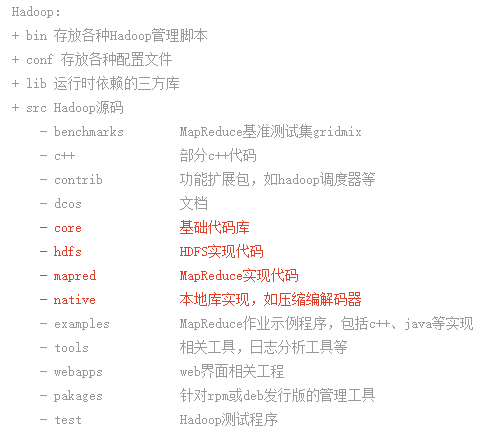 Hadoop:
+ bin 存放各种Hadoop管理脚本
+ conf 存放各种配置文件
+ lib 运行时依赖的三方库
+ src Hadoop源码
- benchmarks MapReduce基准测试集gridmix
- c++ 部分c++代码
- contrib 功能扩展包，如hadoop调度器等
- dcos 文档
- core 基础代码库
- hdfs HDFS实现代码
- mapred MapReduce实现代码
- native 本地库实现，如压缩编解码器
- examples MapReduce作业示例程序，包括c++、java等实现
- tools 相关工具，日志分析工具等
- webapps web界面相关工程
- pakages 针对rpm或deb发行版的管理工具
- test Hadoop测试程序